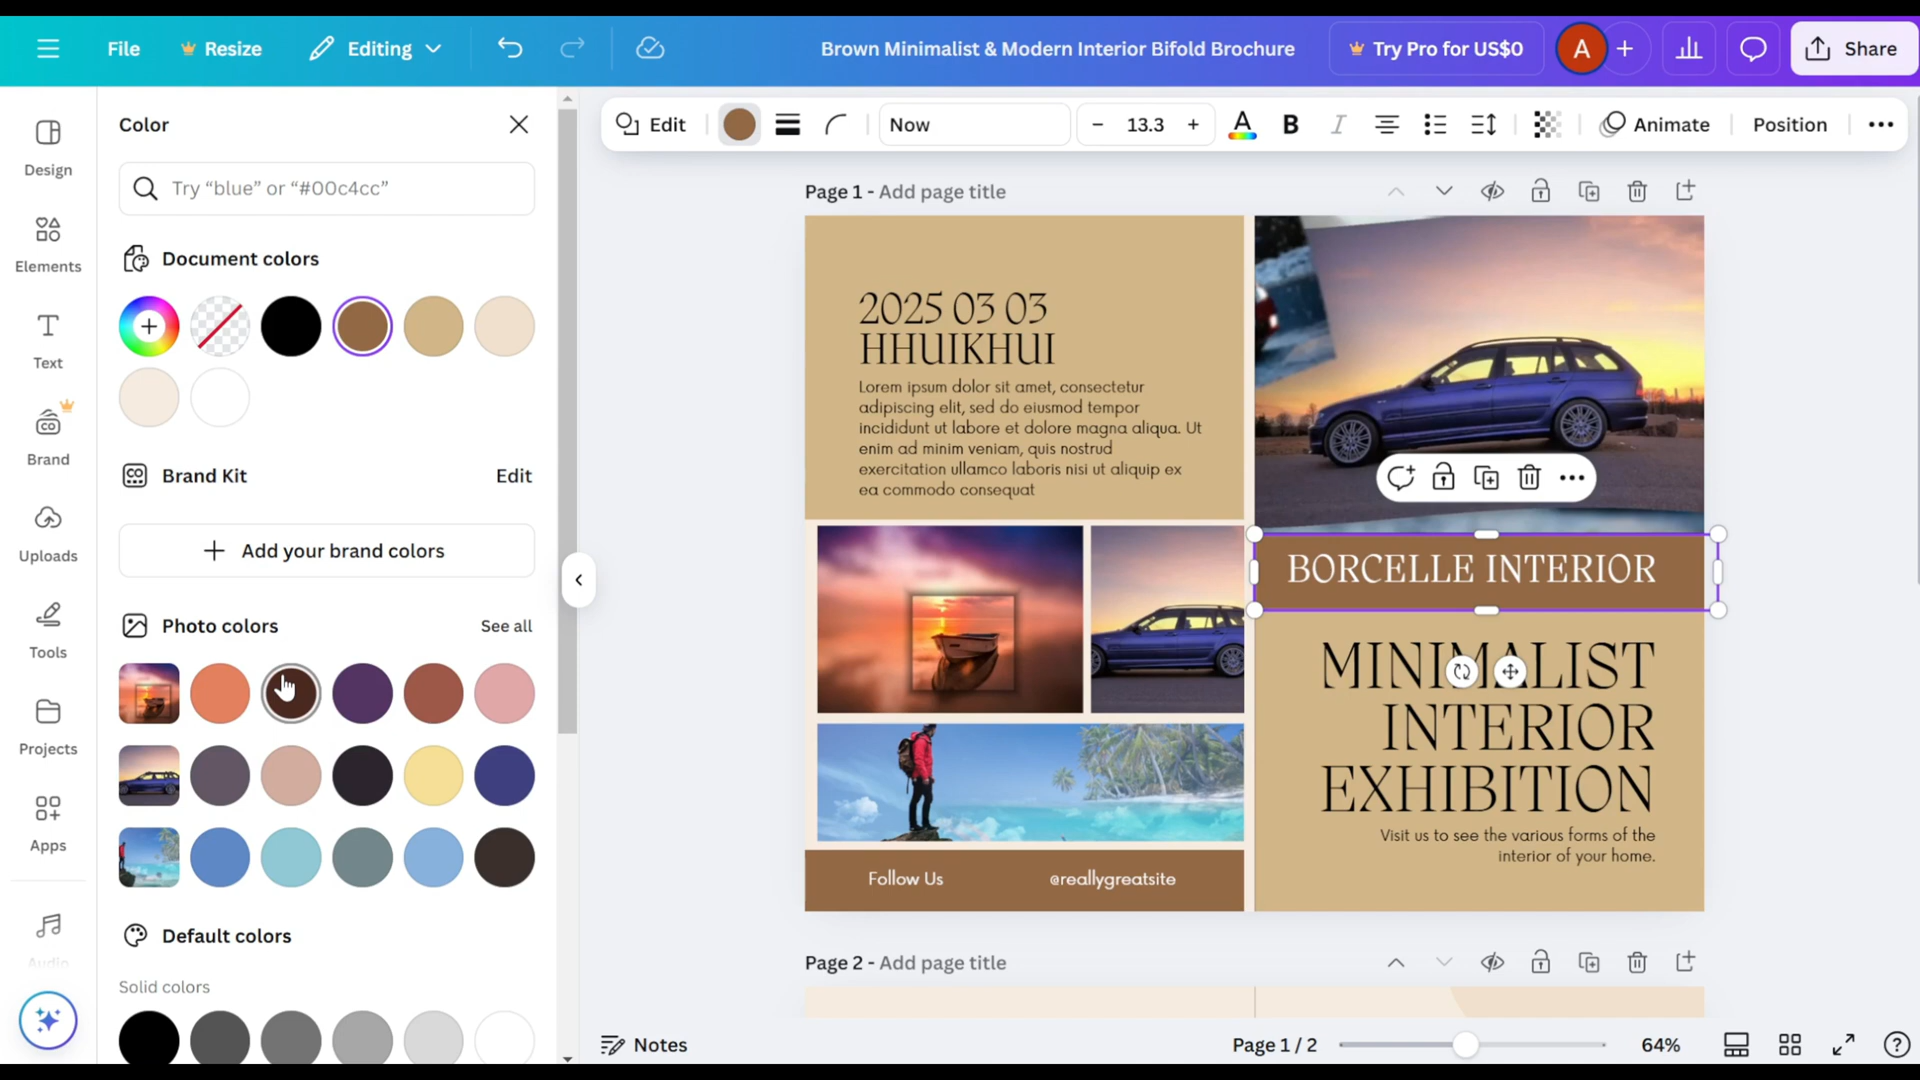 File
Resize
Editing
Brown Minimalist & Modern Interior Bifold Brochure
Try Pro for US$0
A
Share
Design
Elements
Text
Brand
Uploads
Tools
Projects
Apps
Audio
Color
Try “blue” or “#00c4cc”
Document colors
Brand Kit
Edit
Add your brand colors
Photo colors
See all
Default colors
Solid colors
Edit
Now
13.3
A
B
I
Animate
Position
Page 1 - Add page title
2025 03 03
HHUIKHUI
Lorem ipsum dolor sit amet, consectetur
adipiscing elit, sed do eiusmod tempor
incididunt ut labore et dolore magna aliqua. Ut
enim ad minim veniam, quis nostrud
exercitation ullamco laboris nisi ut aliquip ex
ea commodo consequat
Follow Us
@reallygreatsite
BORCELLE INTERIOR
MINIMALIST
INTERIOR
EXHIBITION
Visit us to see the various forms of the
interior of your home.
Page 2 - Add page title
Notes
Page 1 / 2
64%